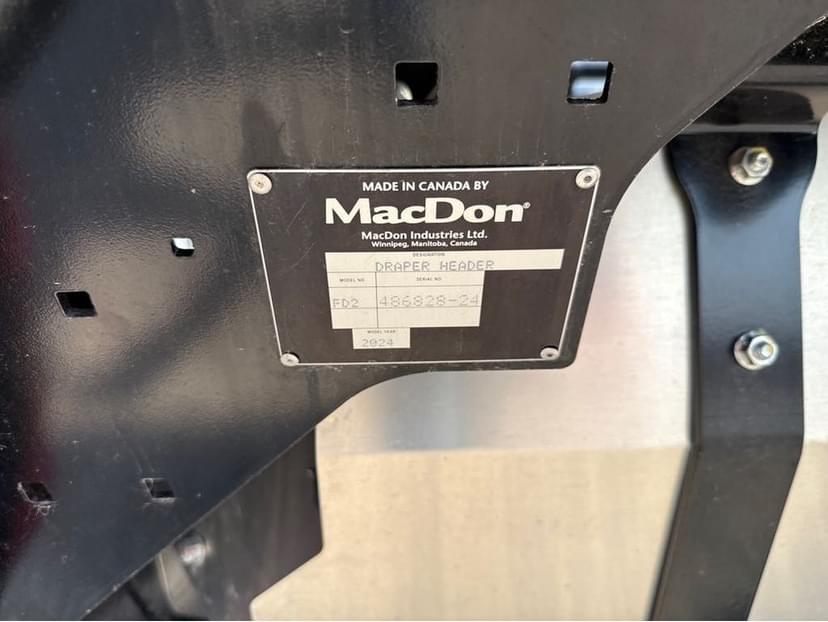 MADE IN CANADA BY
MacDon®
MacDon Industries Ltd.
Winnipeg, Manitoba, Canada
DESIGNATION
DRAPER HEADER
MODEL NO. SERIAL NO.
FD2 486828-24
MODEL YEAR
2024